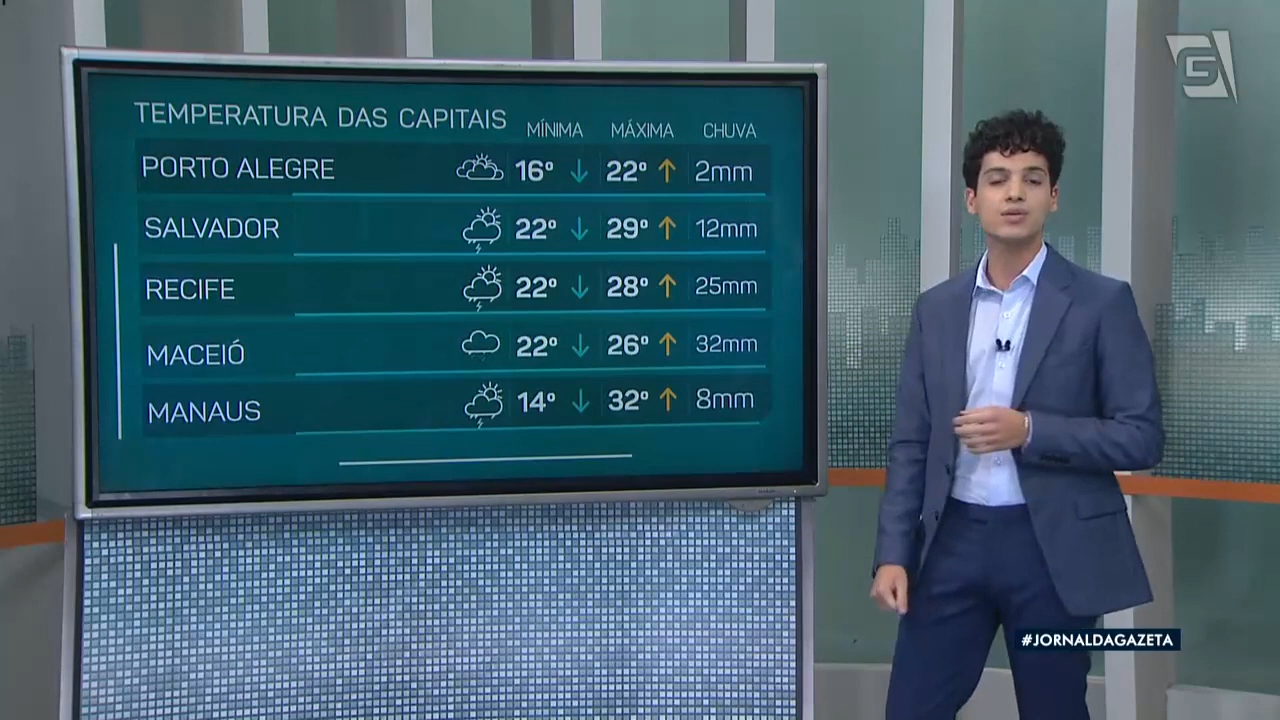 TEMPERATURA DAS CAPITAIS MÍNIMA MÁXIMA CHUVA
PORTO ALEGRE 16º 22º 2mm
SALVADOR 22º 29º 12mm
RECIFE 22º 28º 25mm
MACEIÓ 22º 26º 32mm
MANAUS 14º 32º 8mm
G
#JORNALDAGAZETA